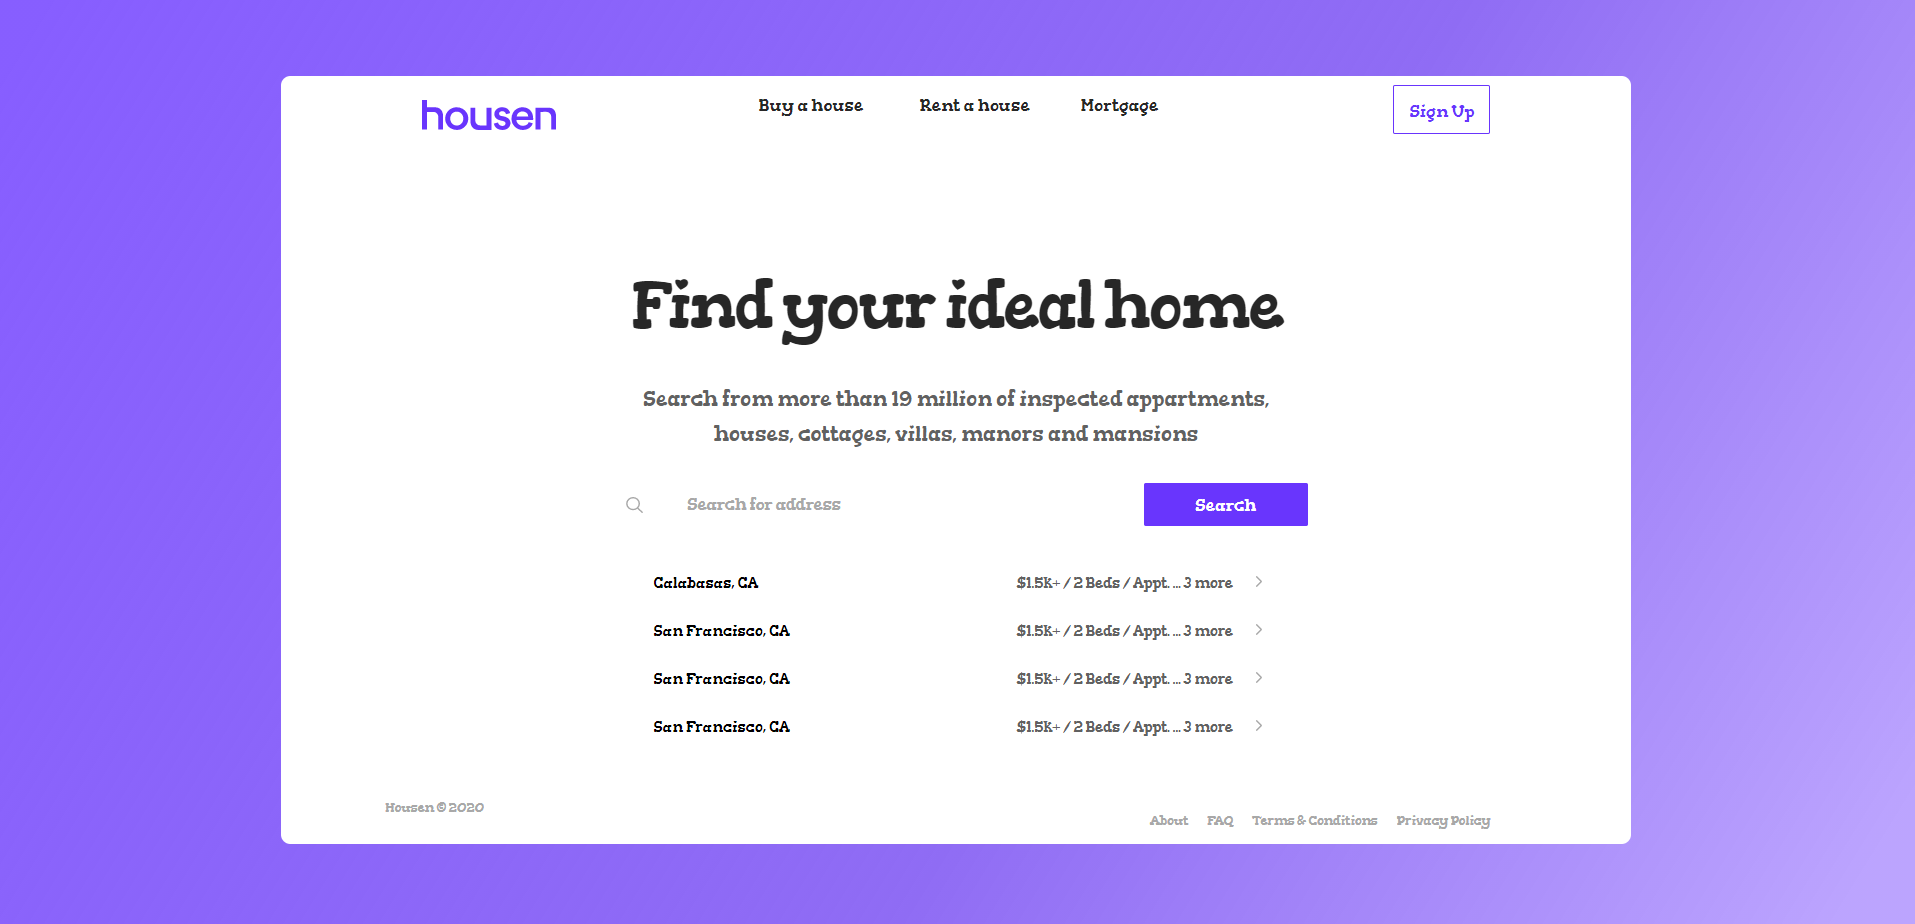 housen
Buy a house
Rent a house
Mortgage
Sign Up
Find your ideal home
Search from more than 19 million of inspected appartments,
houses, cottages, villas, manors and mansions
Search for address
Search
Calabasas, CA
$1.5k+ / 2 Beds / Appt. ... 3 more
San Francisco, CA
$1.5k+ / 2 Beds / Appt. ... 3 more
San Francisco, CA
$1.5k+ / 2 Beds / Appt. ... 3 more
San Francisco, CA
$1.5k+ / 2 Beds / Appt. ... 3 more
Housen © 2020
About
FAQ
Terms & Conditions
Privacy Policy